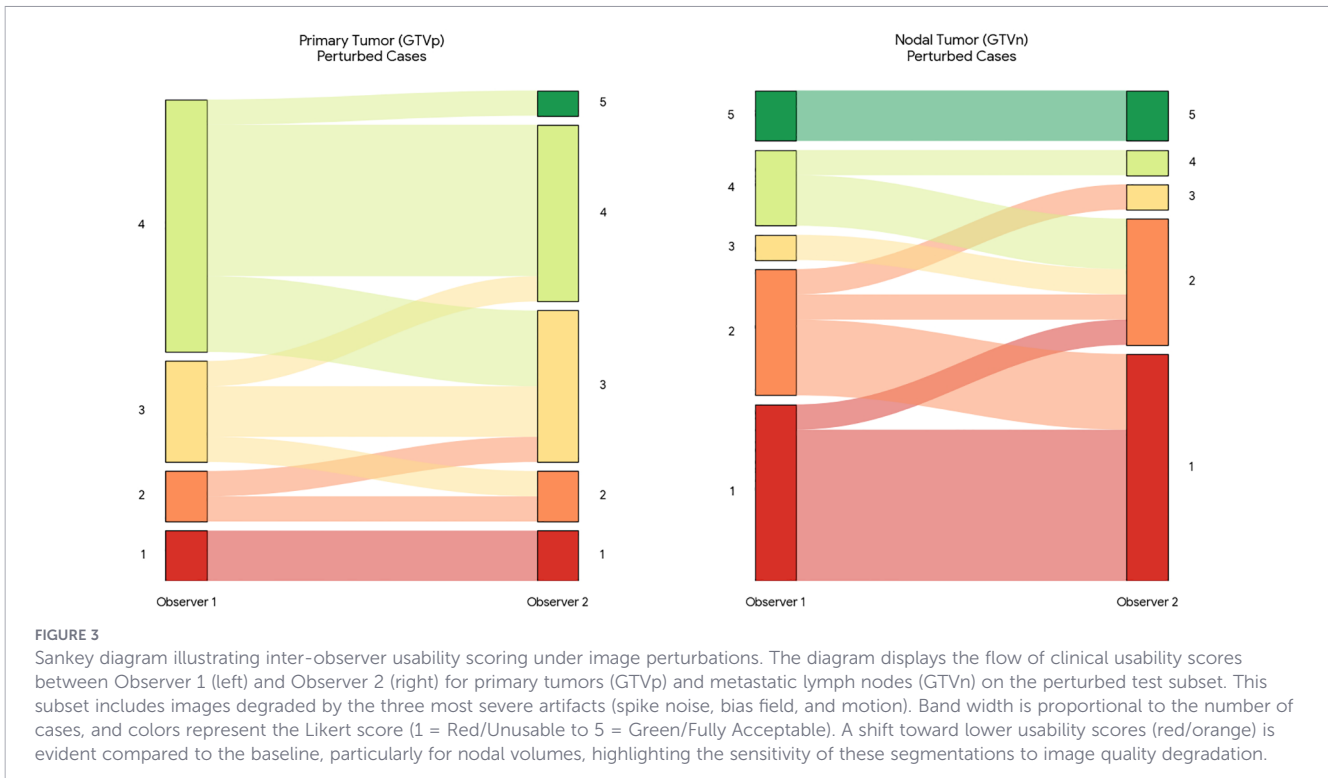 Primary Tumor (GTVp)
Perturbed Cases
4
3
2
1
5
4
3
2
1
Observer 1
Observer 2
Nodal Tumor (GTVn)
Perturbed Cases
5
4
3
2
1
5
4
3
2
1
Observer 1
Observer 2
FIGURE 3
Sankey diagram illustrating inter-observer usability scoring under image perturbations. The diagram displays the flow of clinical usability scores
between Observer 1 (left) and Observer 2 (right) for primary tumors (GTVp) and metastatic lymph nodes (GTVn) on the perturbed test subset. This
subset includes images degraded by the three most severe artifacts (spike noise, bias field, and motion). Band width is proportional to the number of
cases, and colors represent the Likert score (1 = Red/Unusable to 5 = Green/Fully Acceptable). A shift toward lower usability scores (red/orange) is
evident compared to the baseline, particularly for nodal volumes, highlighting the sensitivity of these segmentations to image quality degradation.